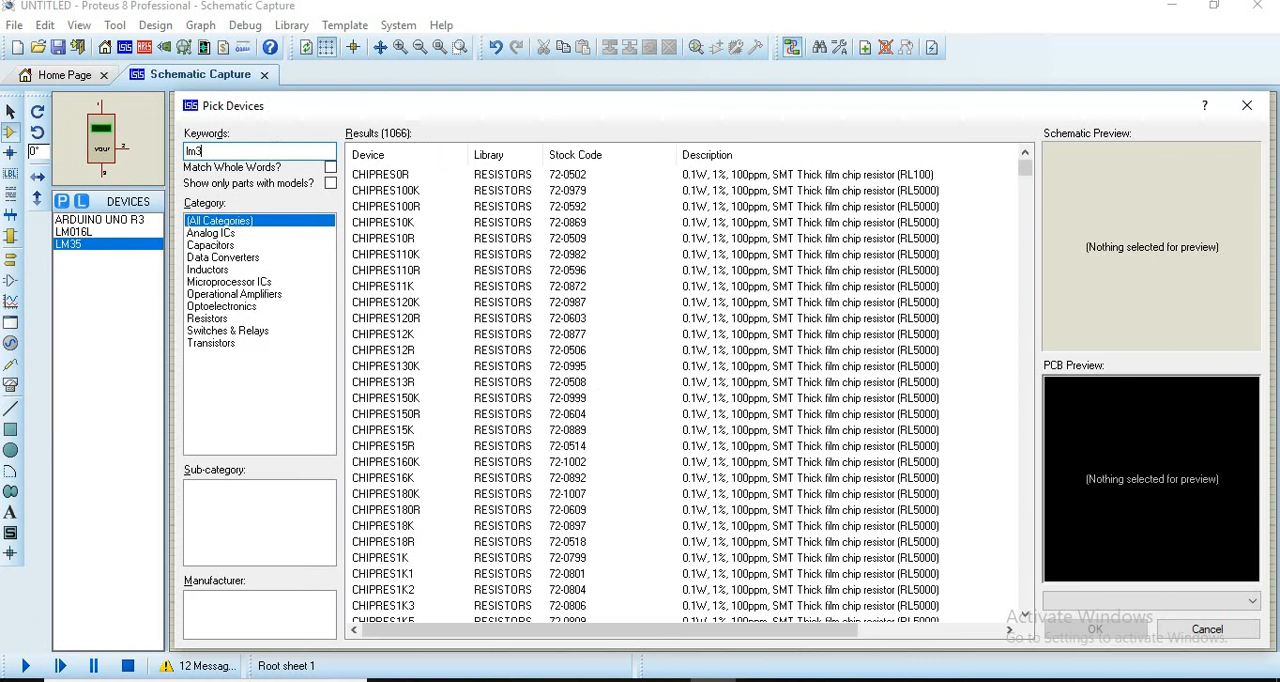 UNTITLED - Proteus 8 Professional - Schematic Capture
File Edit View Tool Design Graph Debug Library Template System Help
Home Page Schematic Capture
Pick Devices ?
Keywords:
lm3
Match Whole Words?
Show only parts with models?
Category:
(All Categories)
Analog ICs
Capacitors
Data Converters
Inductors
Microprocessor ICs
Operational Amplifiers
Optoelectronics
Resistors
Switches & Relays
Transistors
Sub-category:
Manufacturer:
0°
LBL
P L DEVICES
ARDUINO UNO R3
LM016L
LM35
Results (1066):
Device Library Stock Code Description
CHIPRES0R RESISTORS 72-0502 0.1W, 1%, 100ppm, SMT Thick film chip resistor (RL100)
CHIPRES100K RESISTORS 72-0979 0.1W, 1%, 100ppm, SMT Thick film chip resistor (RL5000)
CHIPRES100R RESISTORS 72-0592 0.1W, 1%, 100ppm, SMT Thick film chip resistor (RL5000)
CHIPRES10K RESISTORS 72-0869 0.1W, 1%, 100ppm, SMT Thick film chip resistor (RL5000)
CHIPRES10R RESISTORS 72-0509 0.1W, 1%, 100ppm, SMT Thick film chip resistor (RL5000)
CHIPRES110K RESISTORS 72-0982 0.1W, 1%, 100ppm, SMT Thick film chip resistor (RL5000)
CHIPRES110R RESISTORS 72-0596 0.1W, 1%, 100ppm, SMT Thick film chip resistor (RL5000)
CHIPRES11K RESISTORS 72-0872 0.1W, 1%, 100ppm, SMT Thick film chip resistor (RL5000)
CHIPRES120K RESISTORS 72-0987 0.1W, 1%, 100ppm, SMT Thick film chip resistor (RL5000)
CHIPRES120R RESISTORS 72-0603 0.1W, 1%, 100ppm, SMT Thick film chip resistor (RL5000)
CHIPRES12K RESISTORS 72-0877 0.1W, 1%, 100ppm, SMT Thick film chip resistor (RL5000)
CHIPRES12R RESISTORS 72-0506 0.1W, 1%, 100ppm, SMT Thick film chip resistor (RL5000)
CHIPRES130K RESISTORS 72-0995 0.1W, 1%, 100ppm, SMT Thick film chip resistor (RL5000)
CHIPRES13R RESISTORS 72-0508 0.1W, 1%, 100ppm, SMT Thick film chip resistor (RL5000)
CHIPRES150K RESISTORS 72-0999 0.1W, 1%, 100ppm, SMT Thick film chip resistor (RL5000)
CHIPRES150R RESISTORS 72-0604 0.1W, 1%, 100ppm, SMT Thick film chip resistor (RL5000)
CHIPRES15K RESISTORS 72-0889 0.1W, 1%, 100ppm, SMT Thick film chip resistor (RL5000)
CHIPRES15R RESISTORS 72-0514 0.1W, 1%, 100ppm, SMT Thick film chip resistor (RL5000)
CHIPRES160K RESISTORS 72-1002 0.1W, 1%, 100ppm, SMT Thick film chip resistor (RL5000)
CHIPRES16K RESISTORS 72-0892 0.1W, 1%, 100ppm, SMT Thick film chip resistor (RL5000)
CHIPRES180K RESISTORS 72-1007 0.1W, 1%, 100ppm, SMT Thick film chip resistor (RL5000)
CHIPRES180R RESISTORS 72-0609 0.1W, 1%, 100ppm, SMT Thick film chip resistor (RL5000)
CHIPRES18K RESISTORS 72-0897 0.1W, 1%, 100ppm, SMT Thick film chip resistor (RL5000)
CHIPRES18R RESISTORS 72-0518 0.1W, 1%, 100ppm, SMT Thick film chip resistor (RL5000)
CHIPRES1K RESISTORS 72-0799 0.1W, 1%, 100ppm, SMT Thick film chip resistor (RL5000)
CHIPRES1K1 RESISTORS 72-0801 0.1W, 1%, 100ppm, SMT Thick film chip resistor (RL5000)
CHIPRES1K2 RESISTORS 72-0804 0.1W, 1%, 100ppm, SMT Thick film chip resistor (RL5000)
CHIPRES1K3 RESISTORS 72-0806 0.1W, 1%, 100ppm, SMT Thick film chip resistor (RL5000)
Schematic Preview:
(Nothing selected for preview)
PCB Preview:
(Nothing selected for preview)
Activate Windows
OK Cancel
Go to Settings to activate Windows.
12 Messag... Root sheet 1